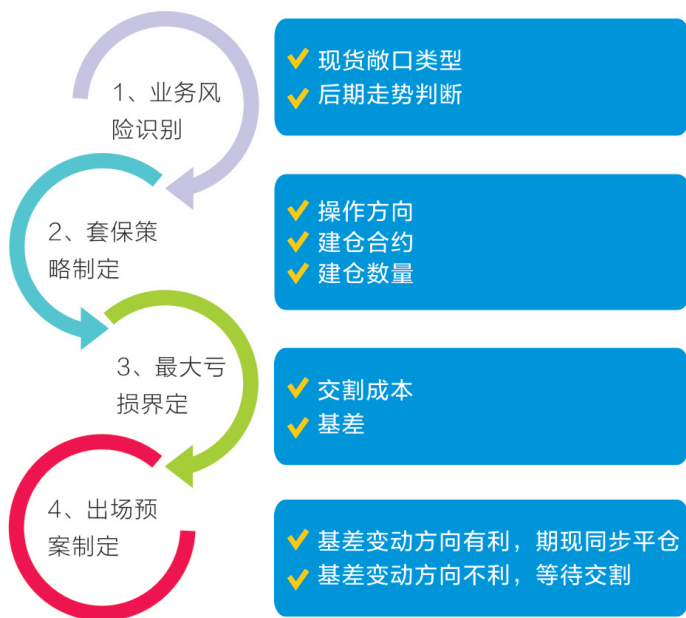 1、业务风
险识别
现货敞口类型
后期走势判断
2、套保策
略制定
操作方向
建仓合约
建仓数量
3、最大亏
损界定
交割成本
基差
4、出场预
案制定
基差变动方向有利，期现同步平仓
基差变动方向不利，等待交割